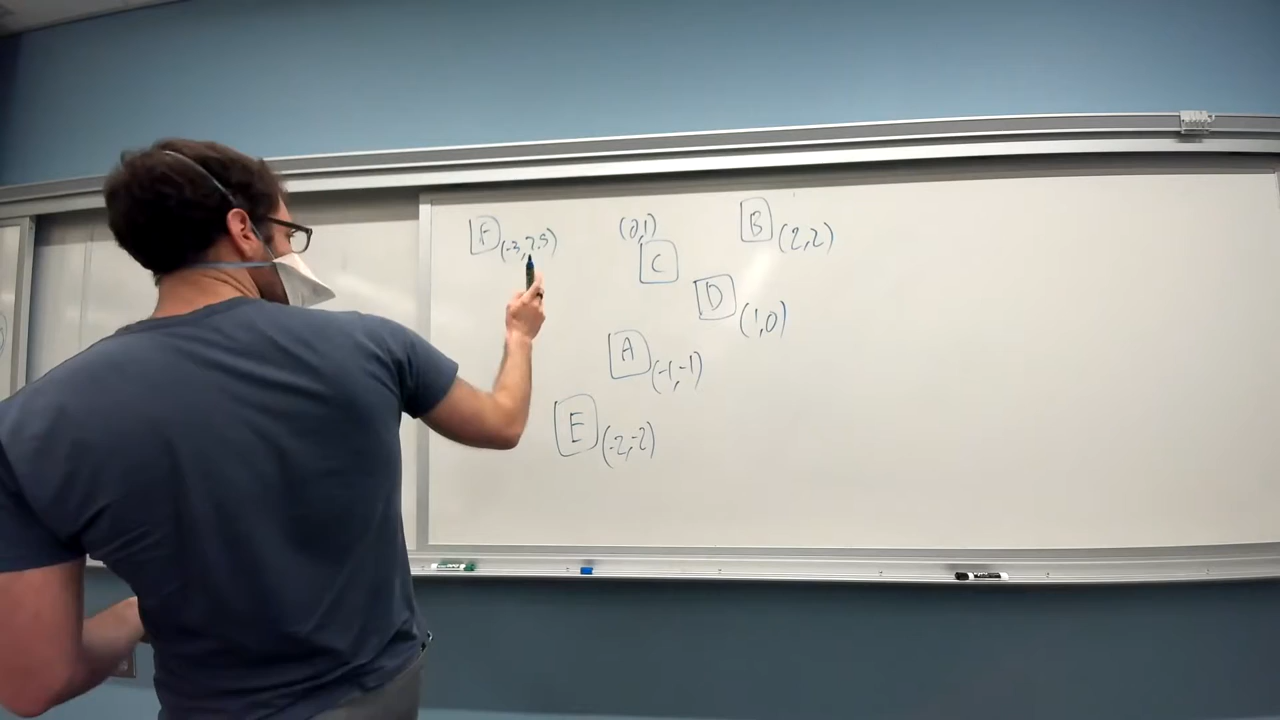 F (-3,2.5)
(0,1)
C
B (2,2)
D (1,0)
A (-1,-1)
E (-2,-2)